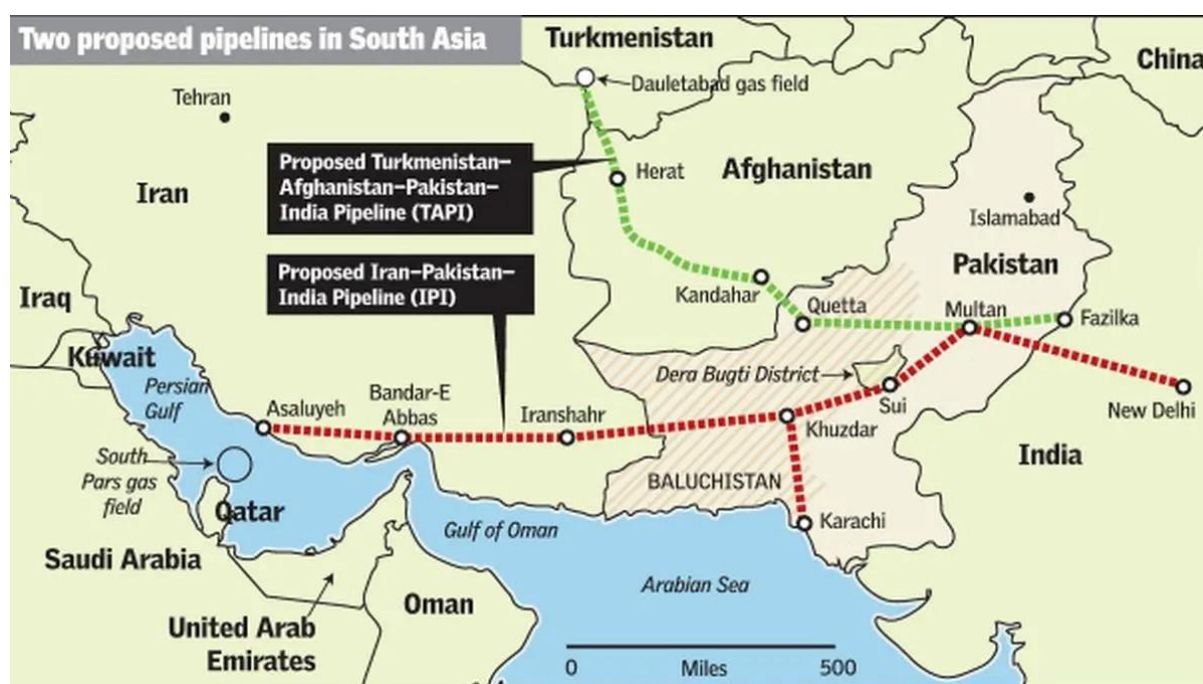 Two proposed pipelines in South Asia
Turkmenistan
China
Dauletabad gas field
Tehran
Proposed Turkmenistan–
Afghanistan–Pakistan–
India Pipeline (TAPI)
Herat
Afghanistan
Iran
Islamabad
Proposed Iran–Pakistan–
India Pipeline (IPI)
Pakistan
Iraq
Kandahar
Quetta
Multan
Fazilka
Kuwait
Persian
Gulf
Dera Bugti District
Bandar-E
Abbas
Asaluyeh
Iranshahr
Sui
New Delhi
Khuzdar
South
Pars gas
field
India
BALUCHISTAN
Qatar
Karachi
Gulf of Oman
Saudi Arabia
Arabian Sea
Oman
United Arab
Emirates
0 Miles 500